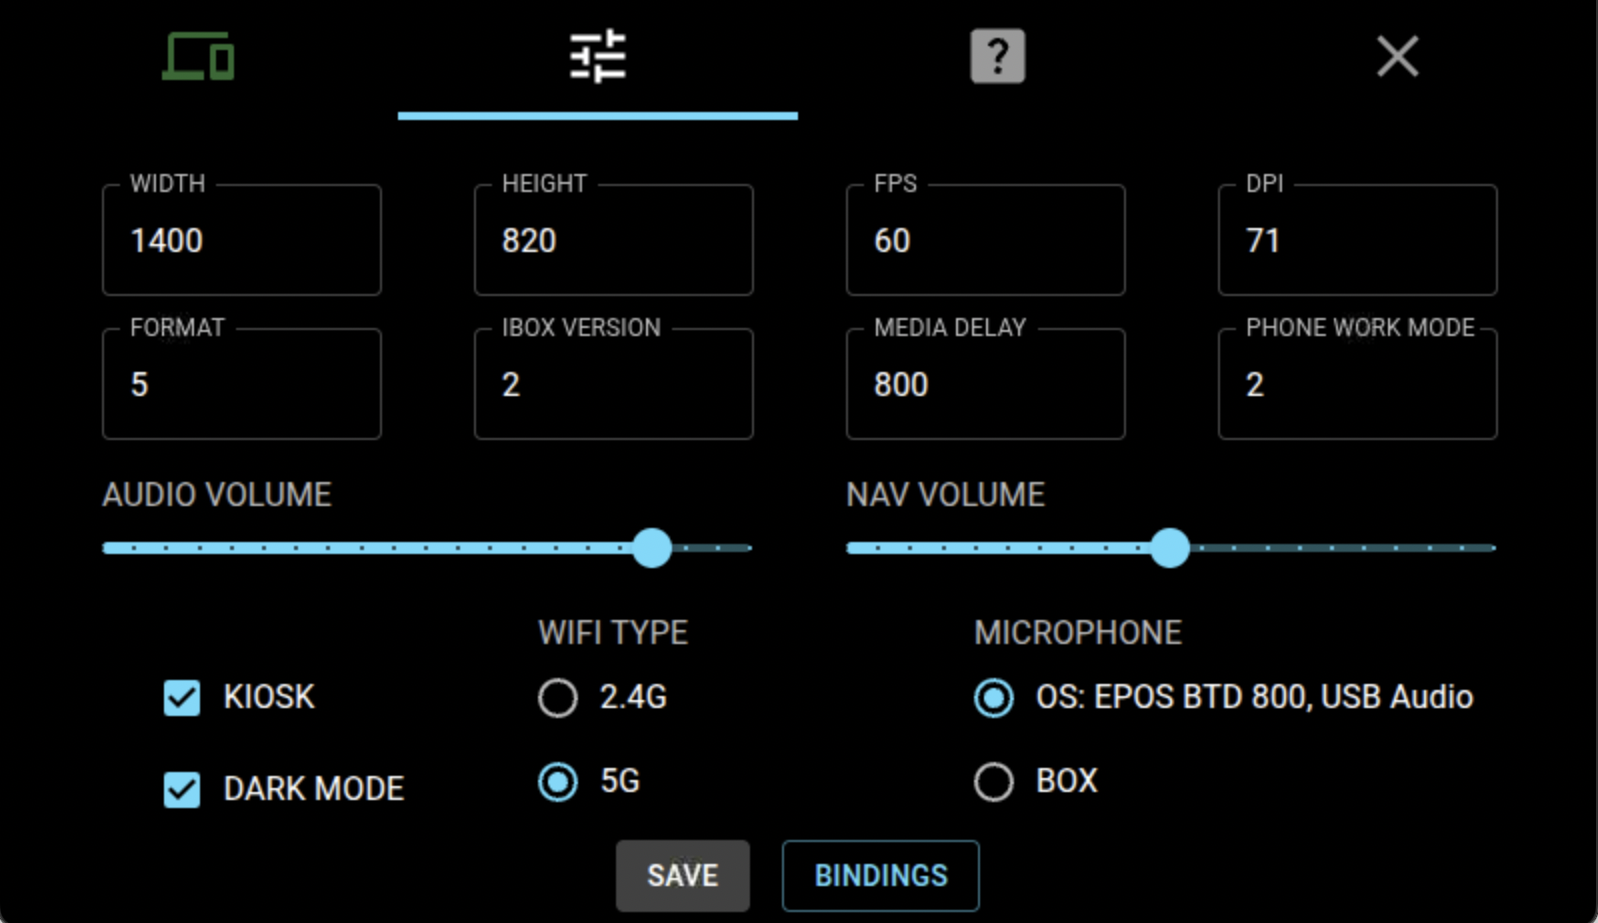 ?
WIDTH
HEIGHT
FPS
DPI
1400
820
60
71
FORMAT
IBOX VERSION
MEDIA DELAY
PHONE WORK MODE
5
2
800
2
AUDIO VOLUME
NAV VOLUME
WIFI TYPE
MICROPHONE
KIOSK
2.4G
OS: EPOS BTD 800, USB Audio
DARK MODE
5G
BOX
SAVE
BINDINGS